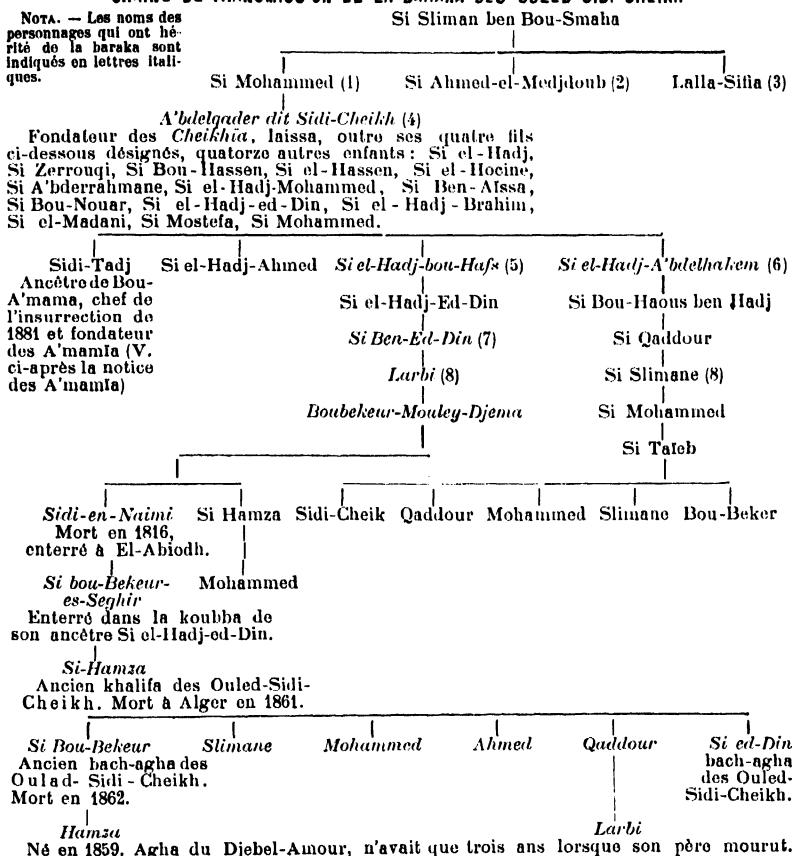 NOTA. — Les noms des
personnages qui ont hé-
rité de la baraka sont
indiqués en lettres itali-
ques.
Si Sliman ben Bou-Smaha
Si Mohammed (1) Si Ahmed-el-Medjdoub (2) Lalla-Sifia (3)
A'bdelqader dit Sidi-Cheikh (4)
Fondateur des Cheikhïa, laissa, outre ses quatre fils
ci-dessous désignés, quatorze autres enfants : Si el-Hadj,
Si Zerrouqi, Si Bou-Hassen, Si el-Hassen, Si el-Hocine,
Si A'bderrahmane, Si el-Hadj-Mohammed, Si Ben-Aïssa,
Si Bou-Nouar, Si el-Hadj-ed-Din, Si el-Hadj-Brahim,
Si el-Madani, Si Mostefa, Si Mohammed.
Sidi-Tadj Si el-Hadj-Ahmed Si el-Hadj-bou-Hafs (5) Si el-Hadj-A'bdelhakem (6)
Ancêtre de Bou-
A'mama, chef de
l'insurrection de
1881 et fondateur
des A'mamïa (V.
ci-après la notice
des A'mamïa)
Si el-Hadj-Ed-Din Si Bou-Haous ben Hadj
Si Ben-Ed-Din (7) Si Qaddour
Larbi (8) Si Slimane (8)
Boubekeur-Mouley-Djema Si Mohammed
Si Taïeb
Sidi-en-Naimi Si Hamza Sidi-Cheik Qaddour Mohammed Slimane Bou-Beker
Mort en 1816,
enterré à El-Abiodh.
Si bou-Bekeur- Mohammed
es-Seghir
Enterré dans la koubba de
son ancêtre Si el-Hadj-ed-Din.
Si-Hamza
Ancien khalifa des Ouled-Sidi-
Cheikh. Mort à Alger en 1861.
Si Bou-Bekeur Slimane Mohammed Ahmed Qaddour Si ed-Din
Ancien bach-agha des
Oulad-Sidi-Cheikh.
Mort en 1862.
bach-agha
des Ouled-
Sidi-Cheikh.
Hamza Larbi
Né en 1859. Agha du Djebel-Amour, n'avait que trois ans lorsque son père mourut.